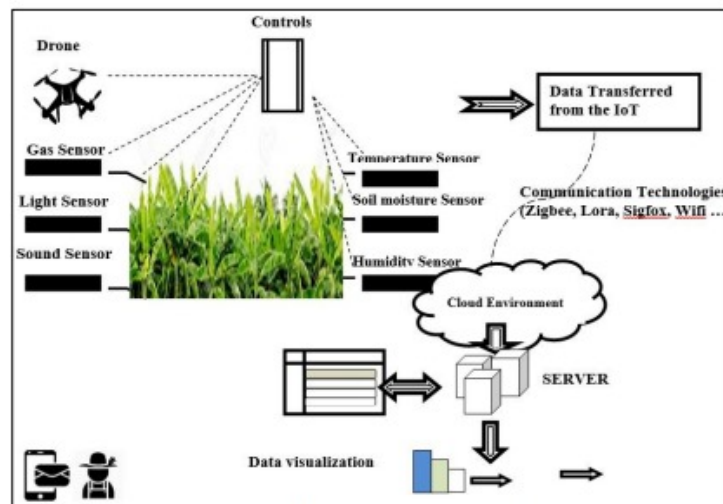 Controls
Drone
Data Transferred
from the IoT
Gas Sensor
Temperature Sensor
Light Sensor
Soil moisture Sensor
Communication Technologies
(Zigbee, Lora, Sigfox, Wifi ...
Sound Sensor
Humidity Sensor
Cloud Environment
SERVER
Data visualization